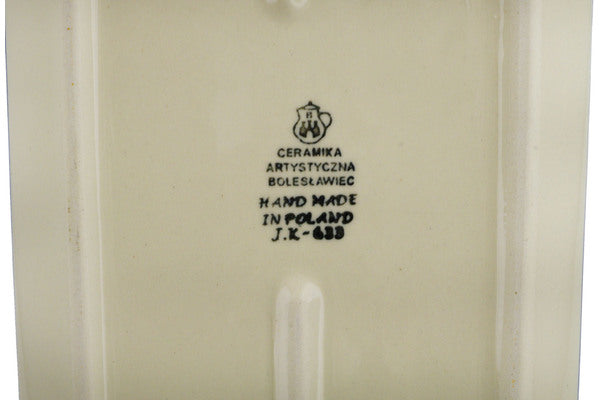 B
CERAMIKA
ARTYSTYCZNA
BOLESŁAWIEC
HAND MADE
IN POLAND
J.K-633